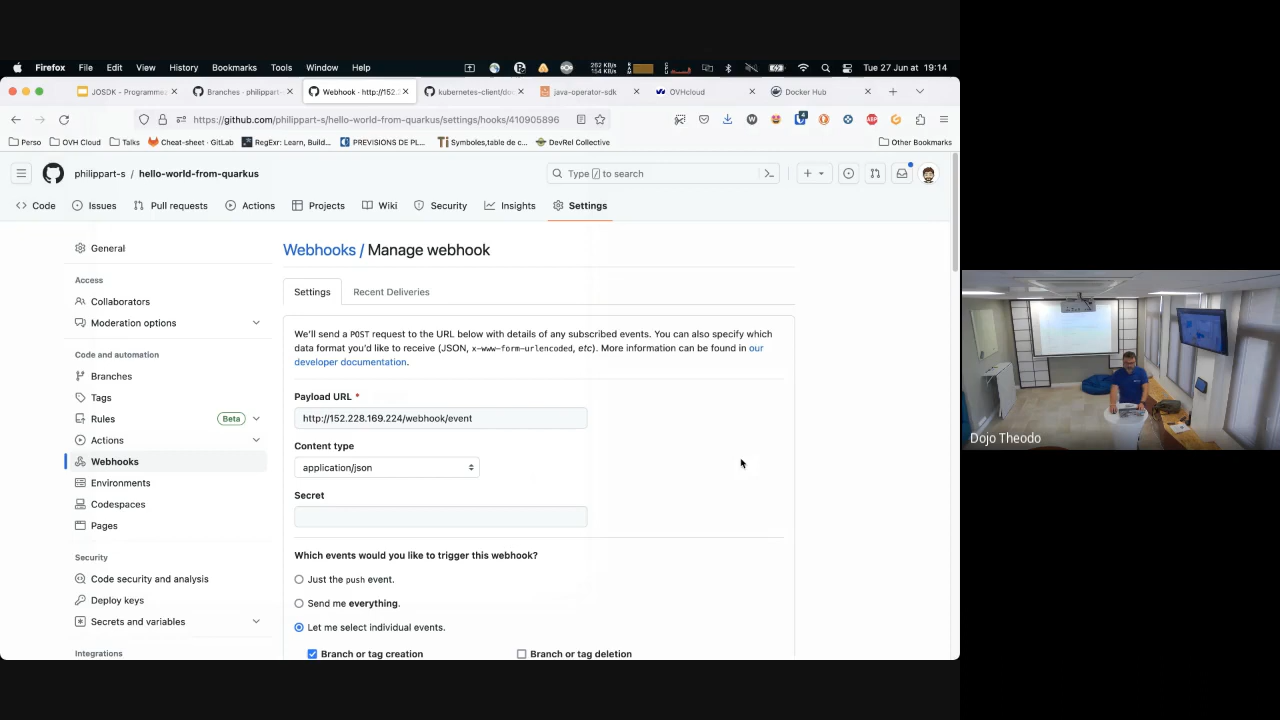 Firefox File Edit View History Bookmarks Tools Window Help 262 KB/s 154 KB/s Tue 27 Jun at 19:14
JOSDK - Programme Branches · philippart-s Webhook · http://152. kubernetes-client/do java-operator-sdk OVHcloud Docker Hub
https://github.com/philippart-s/hello-world-from-quarkus/settings/hooks/410905896
Perso OVH Cloud Talks Cheat-sheet · GitLab RegExr: Learn, Build... PREVISIONS DE PL... Symboles,table de c... DevRel Collective Other Bookmarks
philippart-s / hello-world-from-quarkus Type / to search
Code Issues Pull requests Actions Projects Wiki Security Insights Settings
General
Access
Collaborators
Moderation options
Code and automation
Branches
Tags
Rules Beta
Actions
Webhooks
Environments
Codespaces
Pages
Security
Code security and analysis
Deploy keys
Secrets and variables
Integrations
Webhooks / Manage webhook
Settings Recent Deliveries
We'll send a POST request to the URL below with details of any subscribed events. You can also specify which
data format you'd like to receive (JSON, x-www-form-urlencoded, etc). More information can be found in our
developer documentation.
Payload URL *
http://152.228.169.224/webhook/event
Content type
application/json
Secret
Which events would you like to trigger this webhook?
Just the push event.
Send me everything.
Let me select individual events.
Branch or tag creation Branch or tag deletion
Dojo Theodo